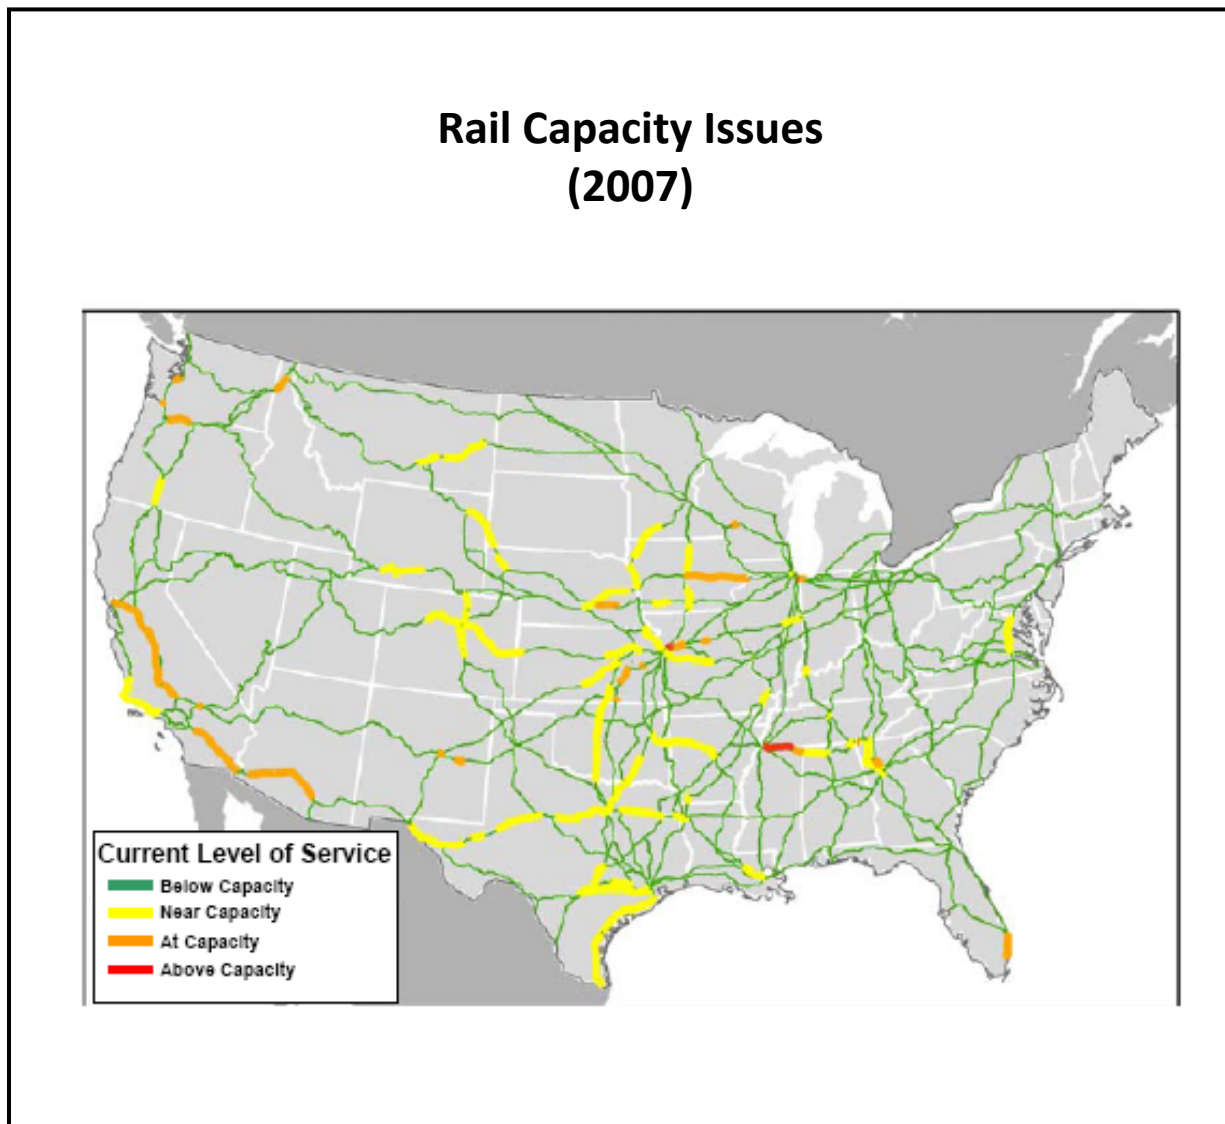 Rail Capacity Issues
(2007)
Current Level of Service
Below Capacity
Near Capacity
At Capacity
Above Capacity